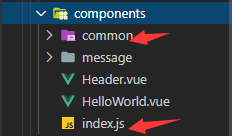 components
common
message
Header.vue
HelloWorld.vue
JS index.js